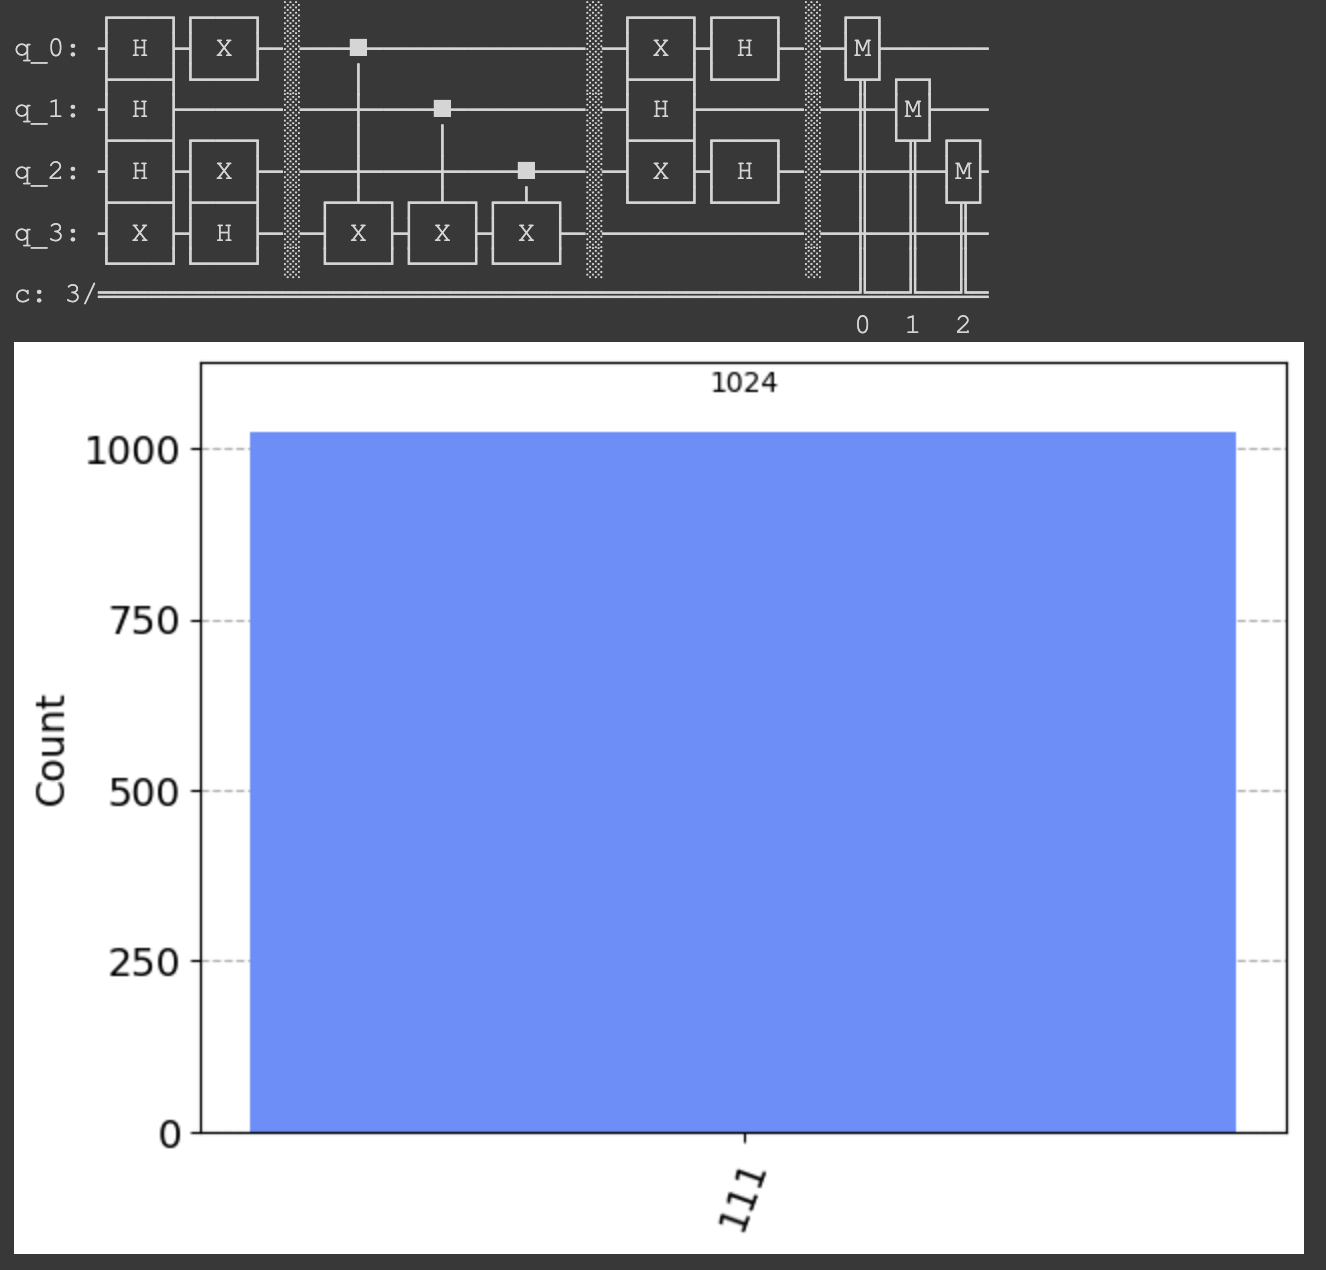 q_0: H X X H M
q_1: H H M
q_2: H X X H M
q_3: X H X X X
c: 3/
0 1 2
1024
1000
750
500
250
0
Count
111